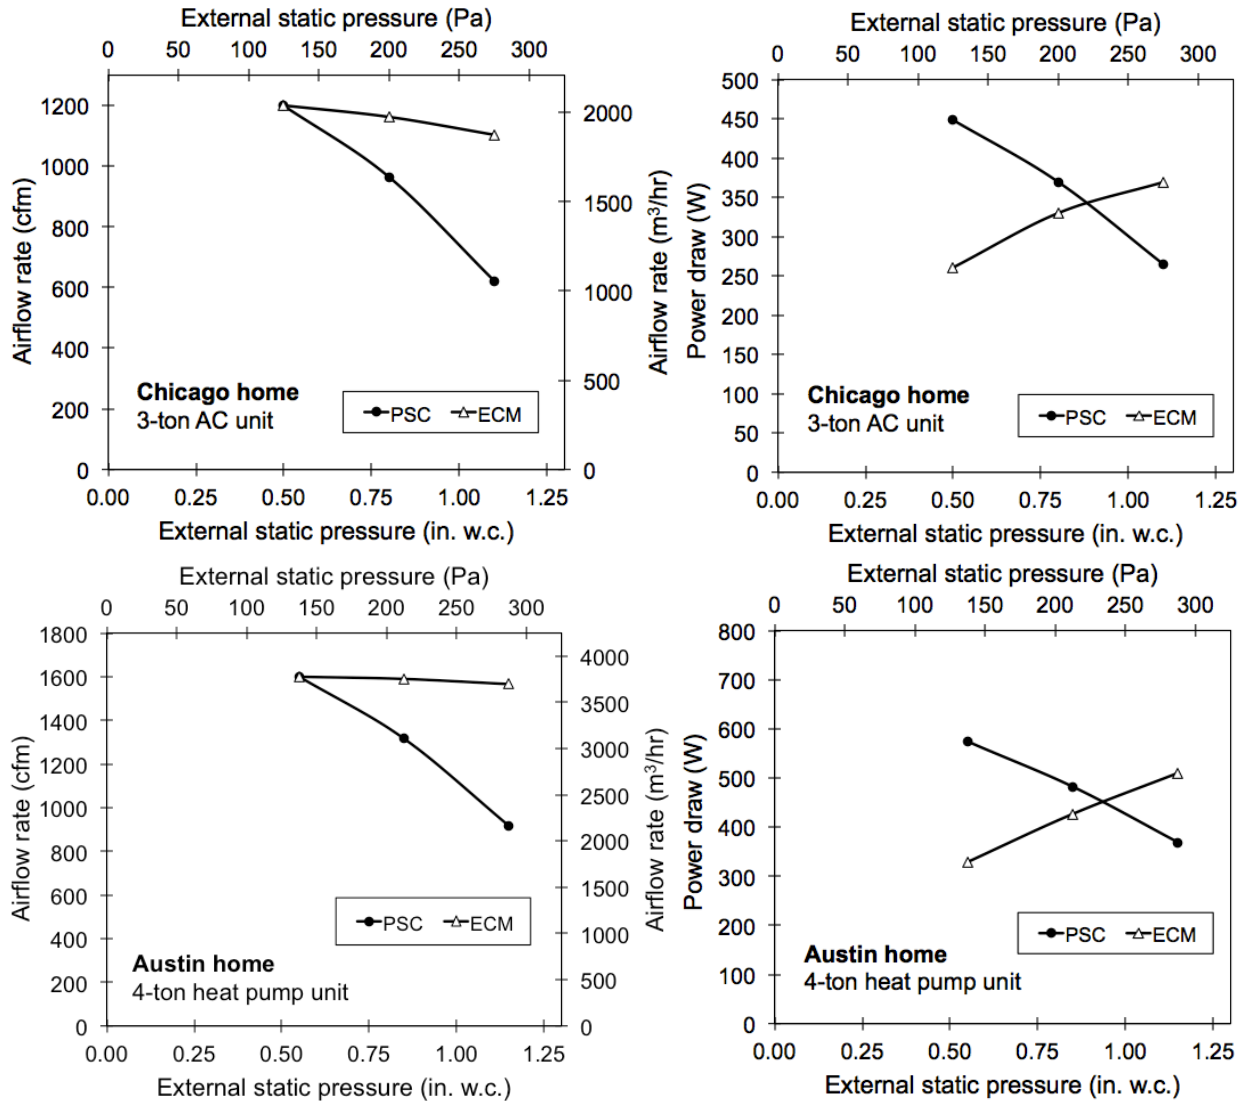 External static pressure (Pa)
0 50 100 150 200 250 300
1200
1000
800
600
400
200
0
Airflow rate (cfm)
2000
1500
1000
500
0
Airflow rate (m³/hr)
Chicago home
3-ton AC unit
PSC ECM
0.00 0.25 0.50 0.75 1.00 1.25
External static pressure (in. w.c.)
External static pressure (Pa)
0 50 100 150 200 250 300
500
450
400
350
300
250
200
150
100
50
0
Power draw (W)
Chicago home
3-ton AC unit
PSC ECM
0.00 0.25 0.50 0.75 1.00 1.25
External static pressure (in. w.c.)
External static pressure (Pa)
0 50 100 150 200 250 300
1800
1600
1400
1200
1000
800
600
400
200
0
Airflow rate (cfm)
4000
3500
3000
2500
2000
1500
1000
500
0
Airflow rate (m³/hr)
PSC ECM
Austin home
4-ton heat pump unit
0.00 0.25 0.50 0.75 1.00 1.25
External static pressure (in. w.c.)
External static pressure (Pa)
0 50 100 150 200 250 300
800
700
600
500
400
300
200
100
0
Power draw (W)
PSC ECM
Austin home
4-ton heat pump unit
0.00 0.25 0.50 0.75 1.00 1.25
External static pressure (in. w.c.)